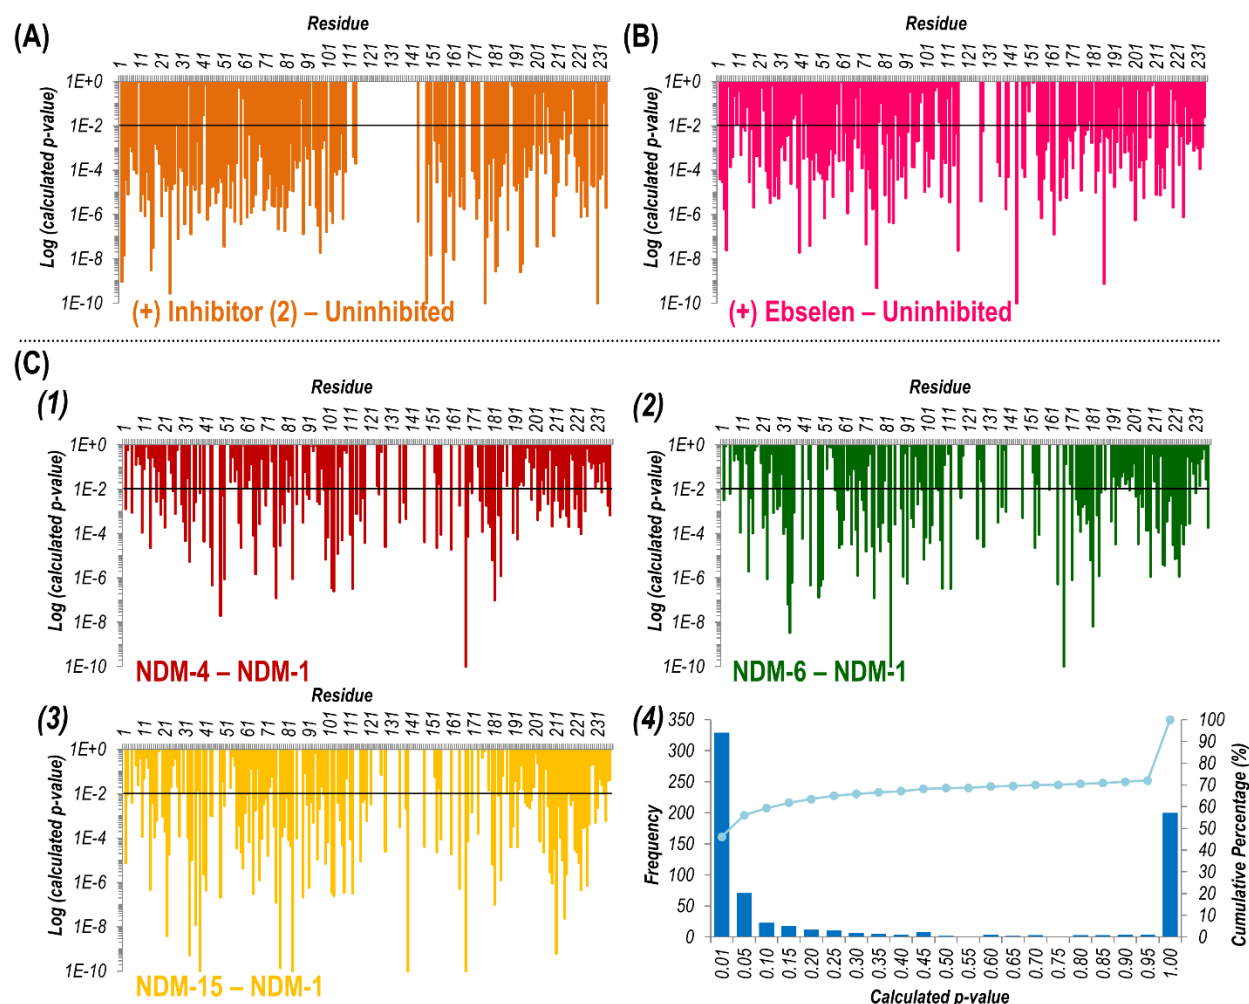 (A)
Residue
1 11 21 31 41 51 61 71 81 91 101 111 121 131 141 151 161 171 181 191 201 211 221 231
Log (calculated p-value)
1E+0
1E-2
1E-4
1E-6
1E-8
1E-10
(+) Inhibitor (2) – Uninhibited
(B)
Residue
1 11 21 31 41 51 61 71 81 91 101 111 121 131 141 151 161 171 181 191 201 211 221 231
Log (calculated p-value)
1E+0
1E-2
1E-4
1E-6
1E-8
1E-10
(+) Ebselen – Uninhibited
(C)
(1)
Residue
1 11 21 31 41 51 61 71 81 91 101 111 121 131 141 151 161 171 181 191 201 211 221 231
Log (calculated p-value)
1E+0
1E-2
1E-4
1E-6
1E-8
1E-10
NDM-4 – NDM-1
(2)
Residue
1 11 21 31 41 51 61 71 81 91 101 111 121 131 141 151 161 171 181 191 201 211 221 231
Log (calculated p-value)
1E+0
1E-2
1E-4
1E-6
1E-8
1E-10
NDM-6 – NDM-1
(3)
Residue
1 11 21 31 41 51 61 71 81 91 101 111 121 131 141 151 161 171 181 191 201 211 221 231
Log (calculated p-value)
1E+0
1E-2
1E-4
1E-6
1E-8
1E-10
NDM-15 – NDM-1
(4)
Frequency
350
300
250
200
150
100
50
0
100
90
80
70
60
50
40
30
20
10
0
Cumulative Percentage (%)
0.01 0.05 0.10 0.15 0.20 0.25 0.30 0.35 0.40 0.45 0.50 0.55 0.60 0.65 0.70 0.75 0.80 0.85 0.90 0.95 1.00
Calculated p-value